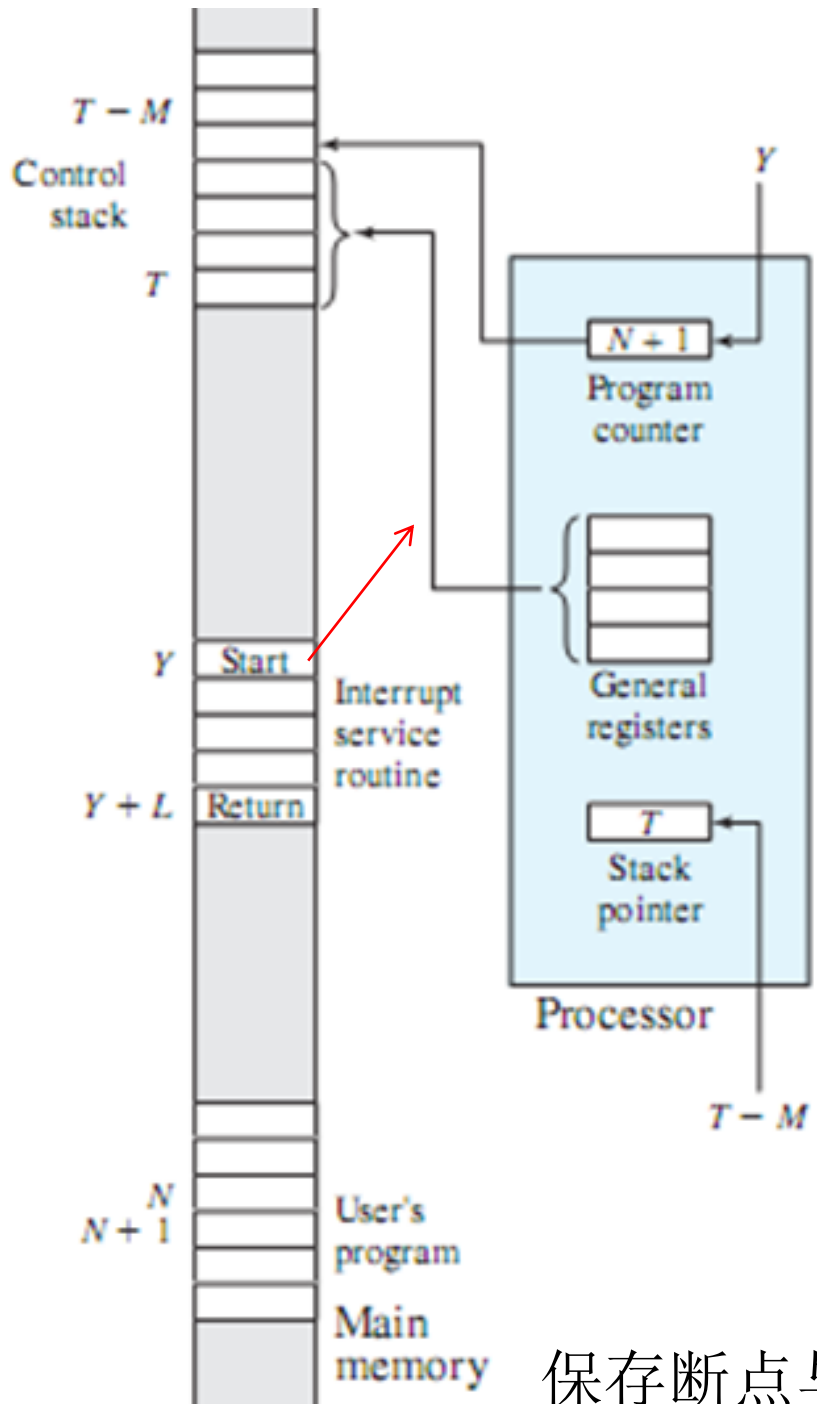 T − M
Control
stack
T
Y
N + 1
Program
counter
General
registers
T
Stack
pointer
Processor
T − M
Y
Start
Interrupt
service
routine
Y + L
Return
N
N + 1
User's
program
Main
memory
保存断点